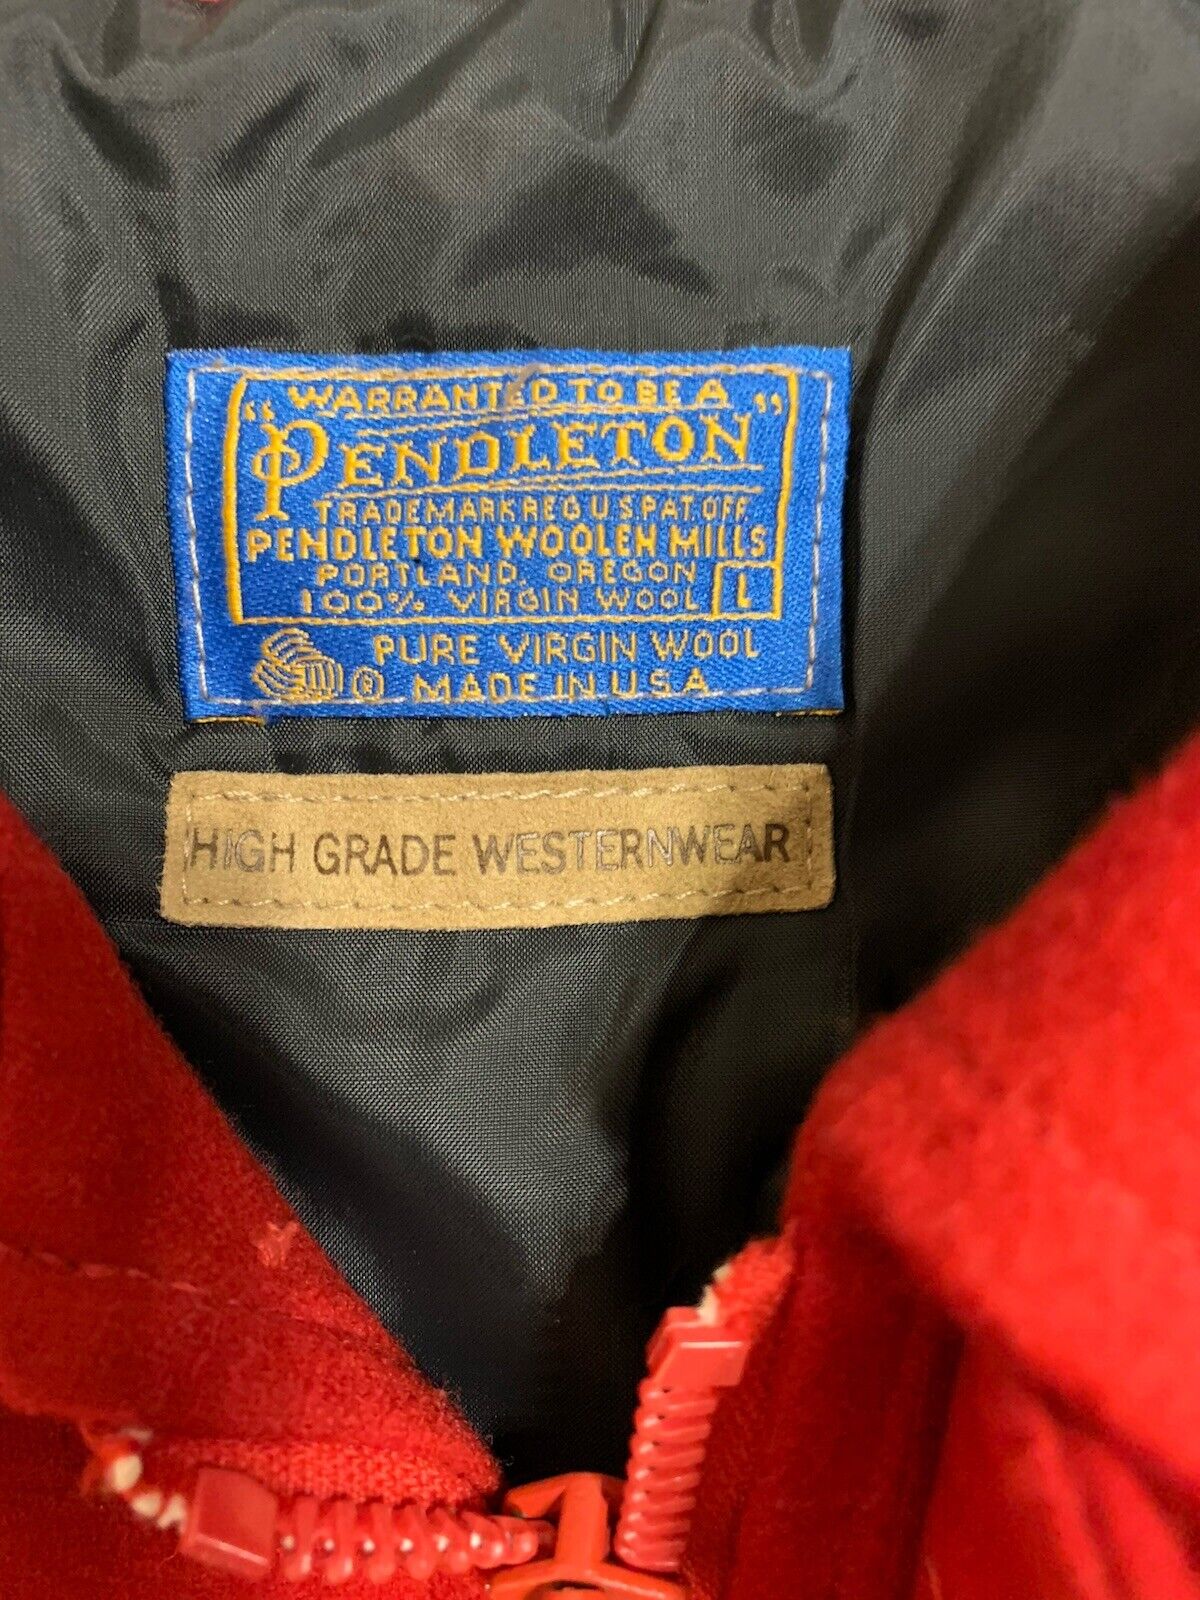 WARRANTED TO BE A
"PENDLETON"
TRADEMARK REG U.S. PAT. OFF.
PENDLETON WOOLEN MILLS
PORTLAND, OREGON
100% VIRGIN WOOL L
PURE VIRGIN WOOL
® MADE IN U.S.A.
HIGH GRADE WESTERNWEAR